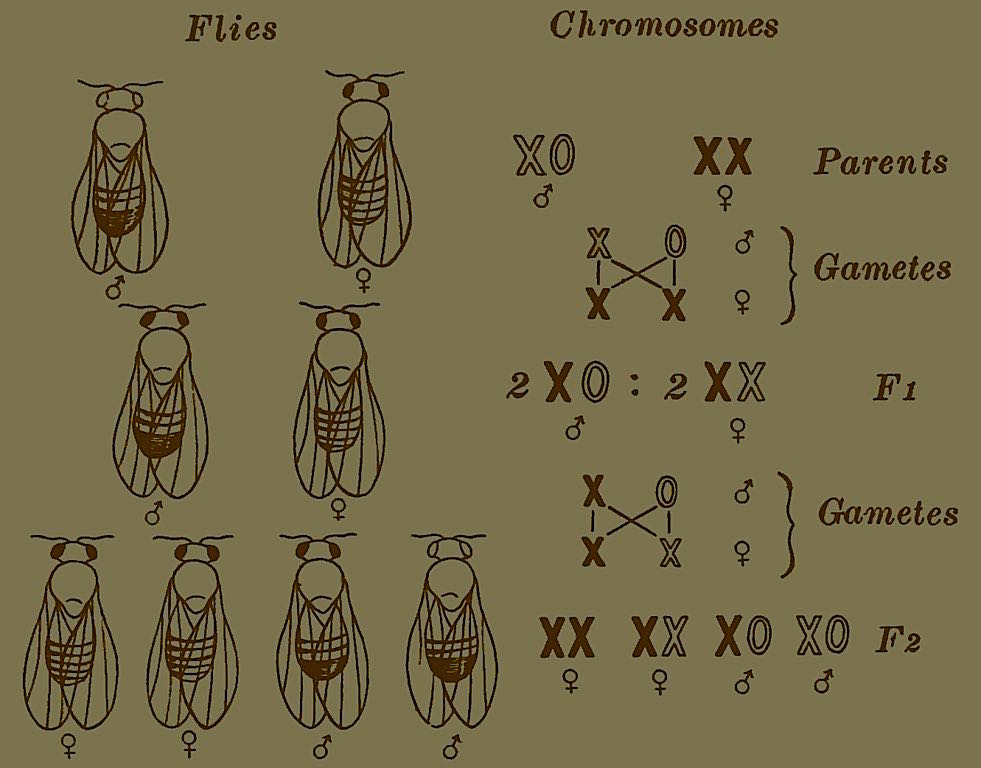 Flies Chromosomes
♂ ♀
XO XX Parents
♂ ♀
X O ♂
X X ♀
Gametes
♂ ♀
2 XO : 2 XX F1
♂ ♀
X O ♂
X X ♀
Gametes
XX XX XO XO F2
♀ ♀ ♂ ♂
♀ ♀ ♂ ♂